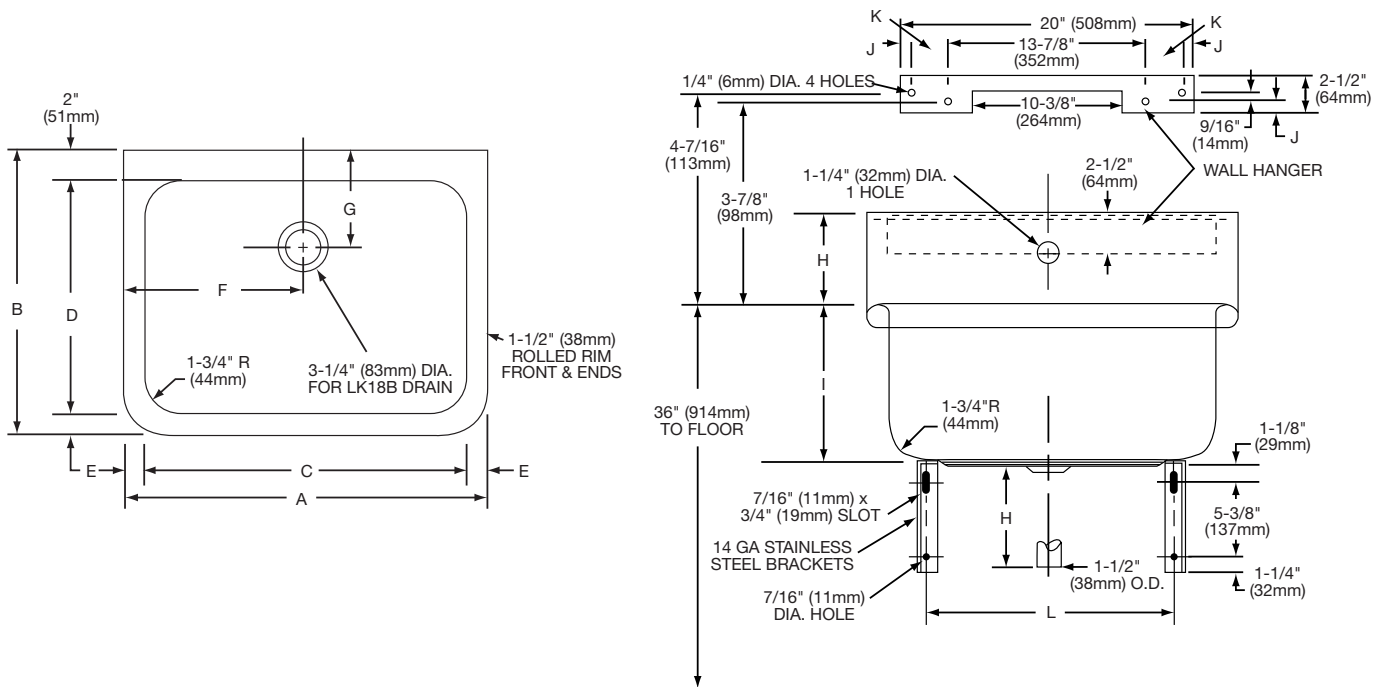 2"
(51mm)
B
D
G
F
1-3/4" R
(44mm)
3-1/4" (83mm) DIA.
FOR LK18B DRAIN
1-1/2" (38mm)
ROLLED RIM
FRONT & ENDS
E
C
E
A
K
20" (508mm)
K
J
13-7/8"
(352mm)
J
1/4" (6mm) DIA. 4 HOLES
2-1/2"
(64mm)
10-3/8"
(264mm)
9/16"
(14mm)
J
4-7/16"
(113mm)
3-7/8"
(98mm)
1-1/4" (32mm) DIA.
1 HOLE
2-1/2"
(64mm)
WALL HANGER
H
I
36" (914mm)
TO FLOOR
1-3/4"R
(44mm)
1-1/8"
(29mm)
7/16" (11mm) x
3/4" (19mm) SLOT
H
5-3/8"
(137mm)
14 GA STAINLESS
STEEL BRACKETS
1-1/2"
(38mm) O.D.
1-1/4"
(32mm)
7/16" (11mm)
DIA. HOLE
L